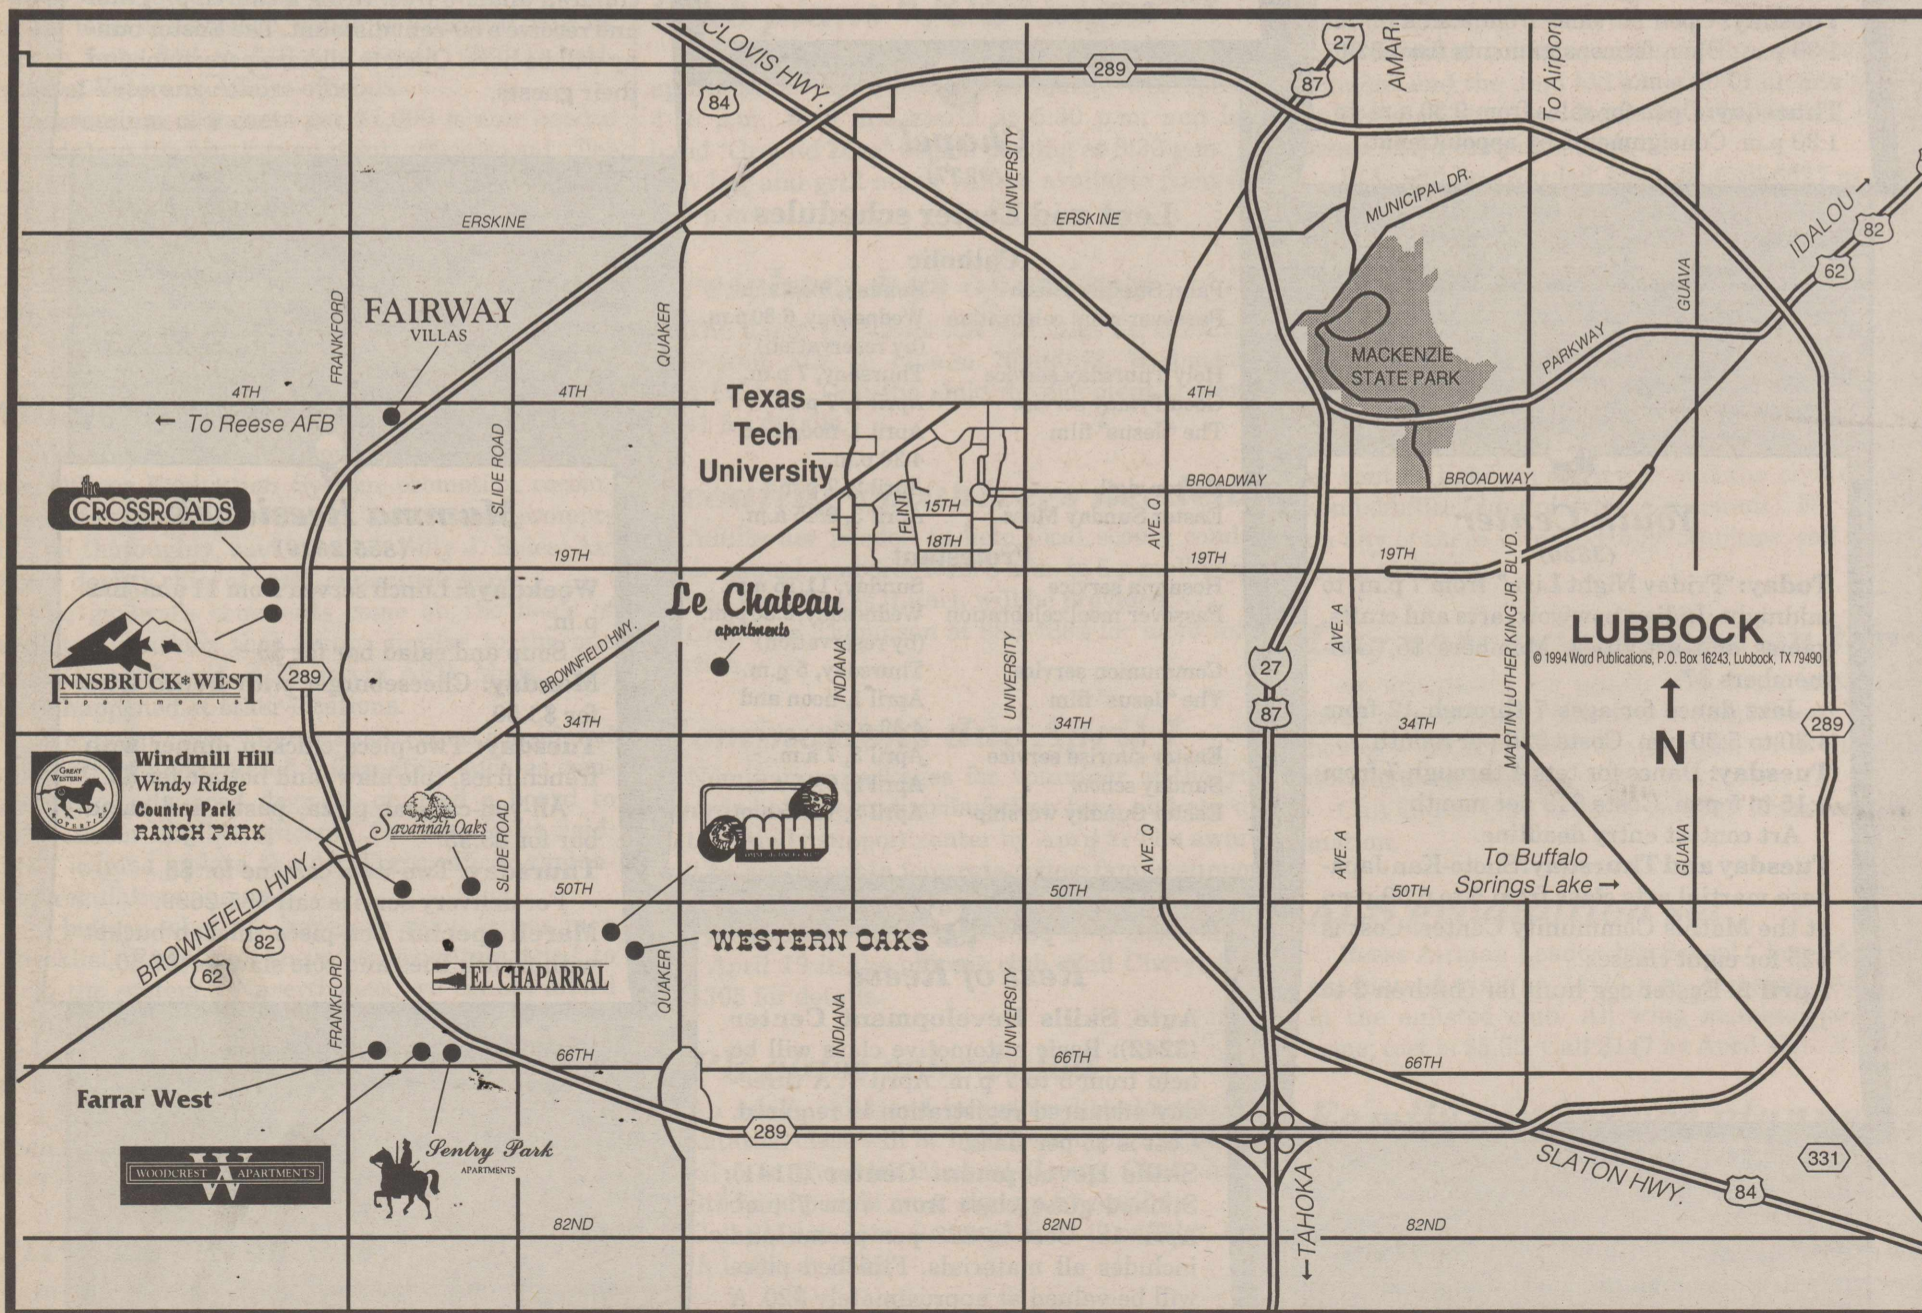 CLOVIS HWY.
84
289
27
87
AMAR.
To Airport
UNIVERSITY
ERSKINE
ERSKINE
MUNICIPAL DR.
IDALOU →
82
62
FRANKFORD
FAIRWAY
VILLAS
QUAKER
GUAVA
MACKENZIE
STATE PARK
PARKWAY
4TH
4TH
4TH
← To Reese AFB
SLIDE ROAD
Texas
Tech
University
BROADWAY
BROADWAY
the
CROSSROADS
FLINT
15TH
18TH
AVE. Q
19TH
19TH
19TH
Le Chateau
apartments
BROWNFIELD HWY.
INDIANA
UNIVERSITY
AVE. A
MARTIN LUTHER KING JR. BLVD.
LUBBOCK
© 1994 Word Publications, P.O. Box 16243, Lubbock, TX 79490
N
INNSBRUCK*WEST
apartments
289
27
87
289
34TH
34TH
34TH
GREAT
WESTERN
PROPERTIES
Windmill Hill
Windy Ridge
Country Park
RANCH PARK
Savannah Oaks
SLIDE ROAD
AVE. Q
AVE. A
GUAVA
To Buffalo
Springs Lake →
50TH
50TH
50TH
BROWNFIELD HWY.
82
62
WESTERN OAKS
EL CHAPARRAL
FRANKFORD
QUAKER
INDIANA
UNIVERSITY
66TH
66TH
66TH
Farrar West
289
WOODCREST W APARTMENTS
A
Sentry Park
APARTMENTS
SLATON HWY.
84
331
← TAHOKA
82ND
82ND
82ND